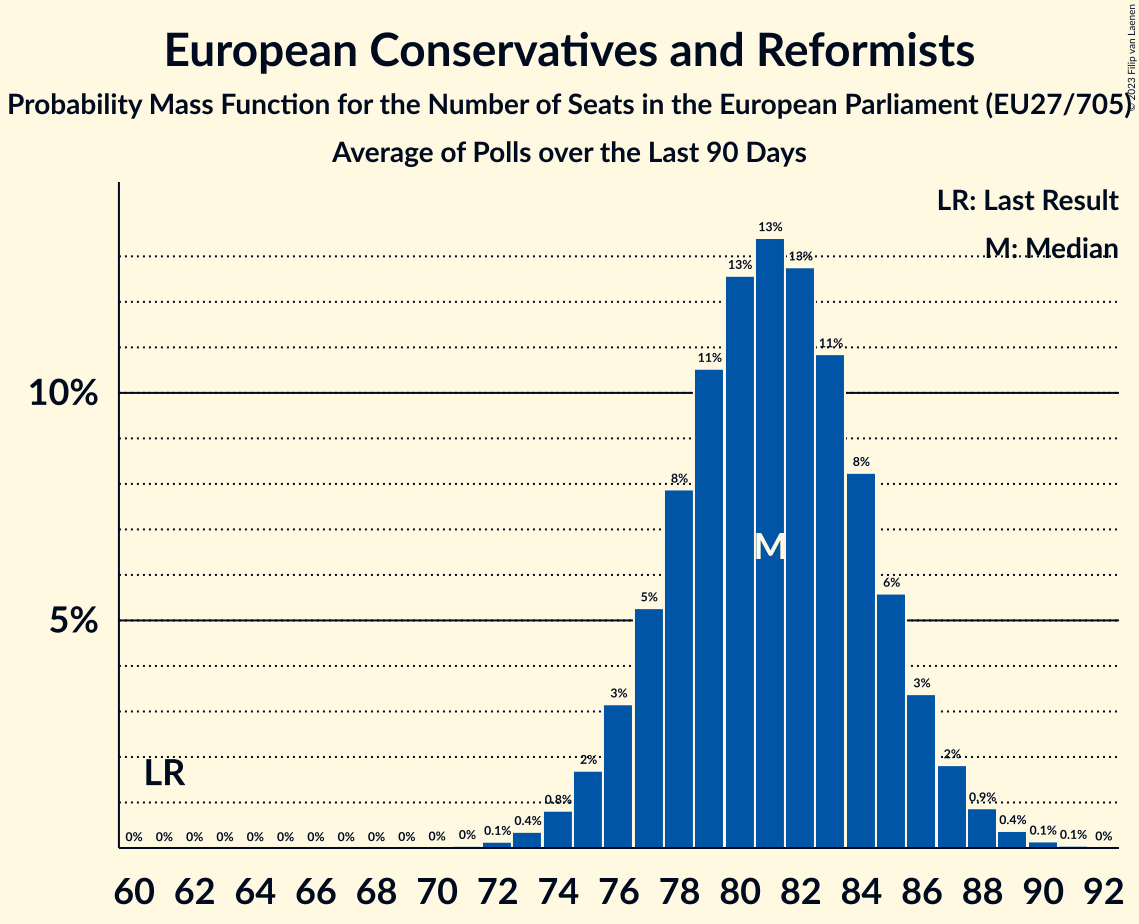 European Conservatives and Reformists
Probability Mass Function for the Number of Seats in the European Parliament (EU27/705)
Average of Polls over the Last 90 Days
© 2023 Filip van Laenen
LR: Last Result
M: Median
13%
13%
13%
11%
11%
10%
8%
8%
M
6%
5%
5%
3%
3%
2%
2%
LR
0.8%
0.9%
0.4%
0.4%
0% 0% 0% 0% 0% 0% 0% 0% 0% 0% 0% 0% 0.1% 0.1% 0.1% 0%
60 62 64 66 68 70 72 74 76 78 80 82 84 86 88 90 92